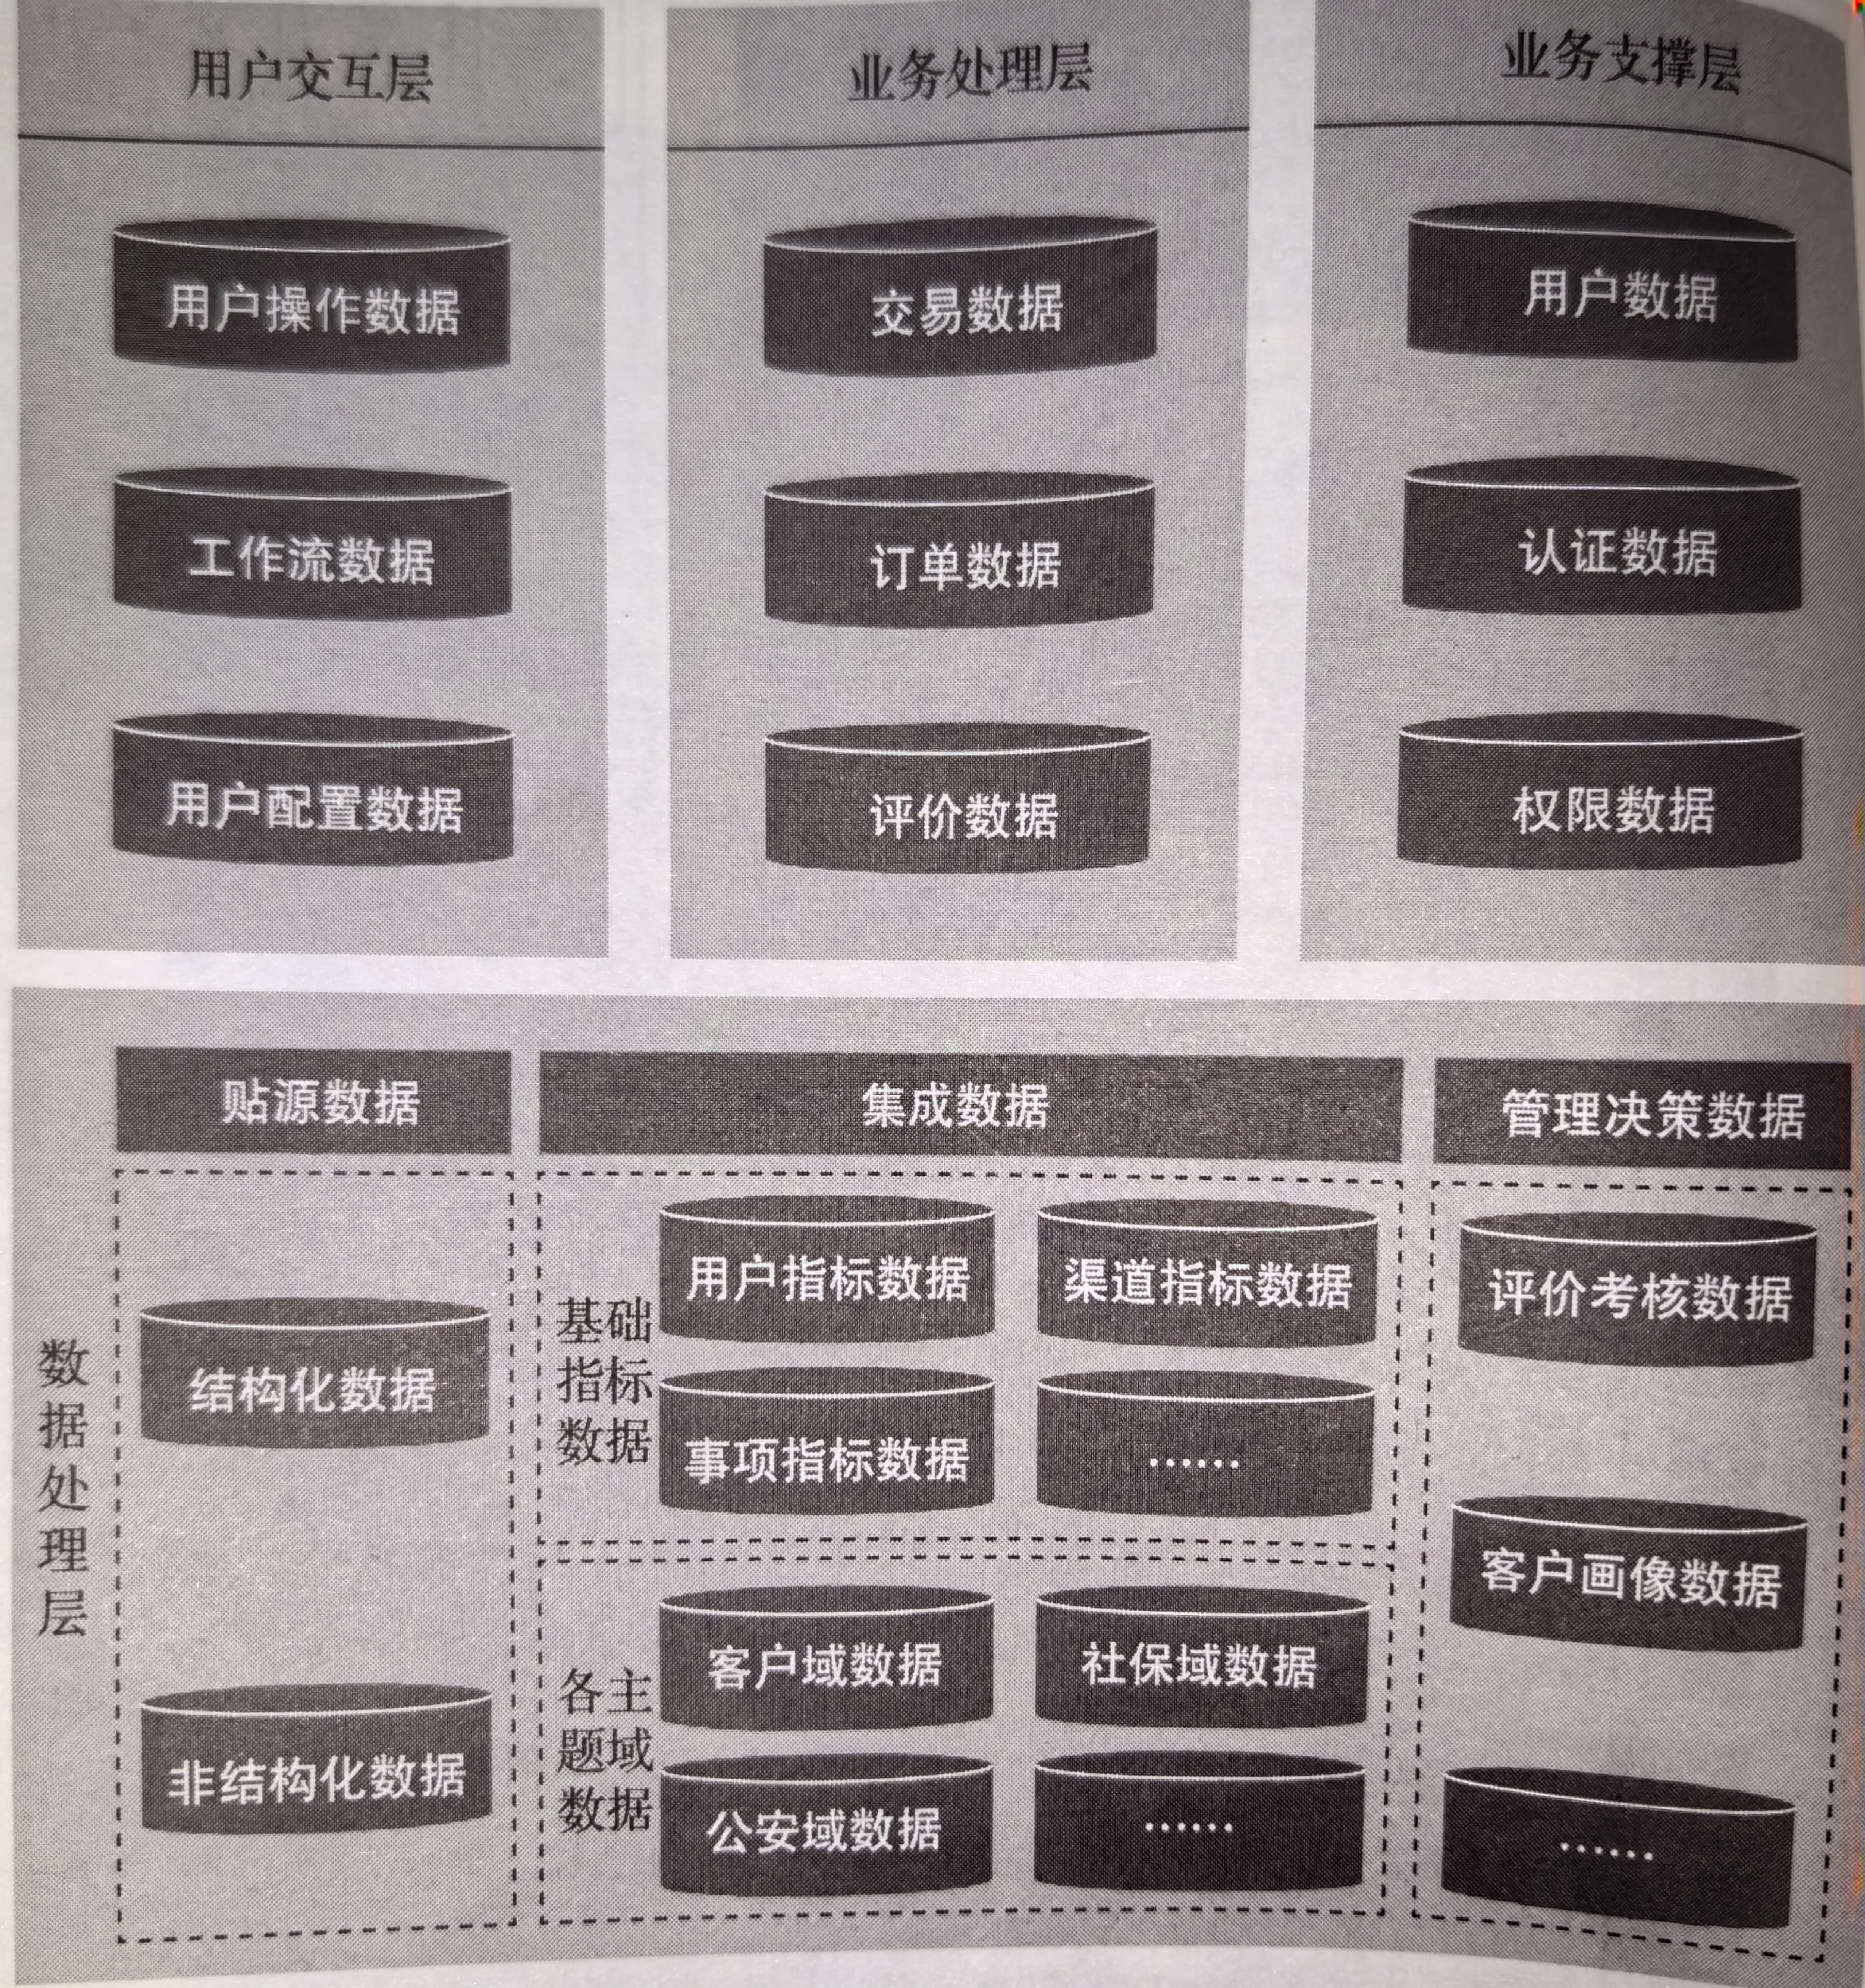 用户交互层
用户操作数据
工作流数据
用户配置数据
业务处理层
交易数据
订单数据
评价数据
业务支撑层
用户数据
认证数据
权限数据
数据处理层
贴源数据
结构化数据
非结构化数据
集成数据
基础
指标
数据
用户指标数据
渠道指标数据
事项指标数据
……
各主
题域
数据
客户域数据
社保域数据
公安域数据
……
管理决策数据
评价考核数据
客户画像数据
……